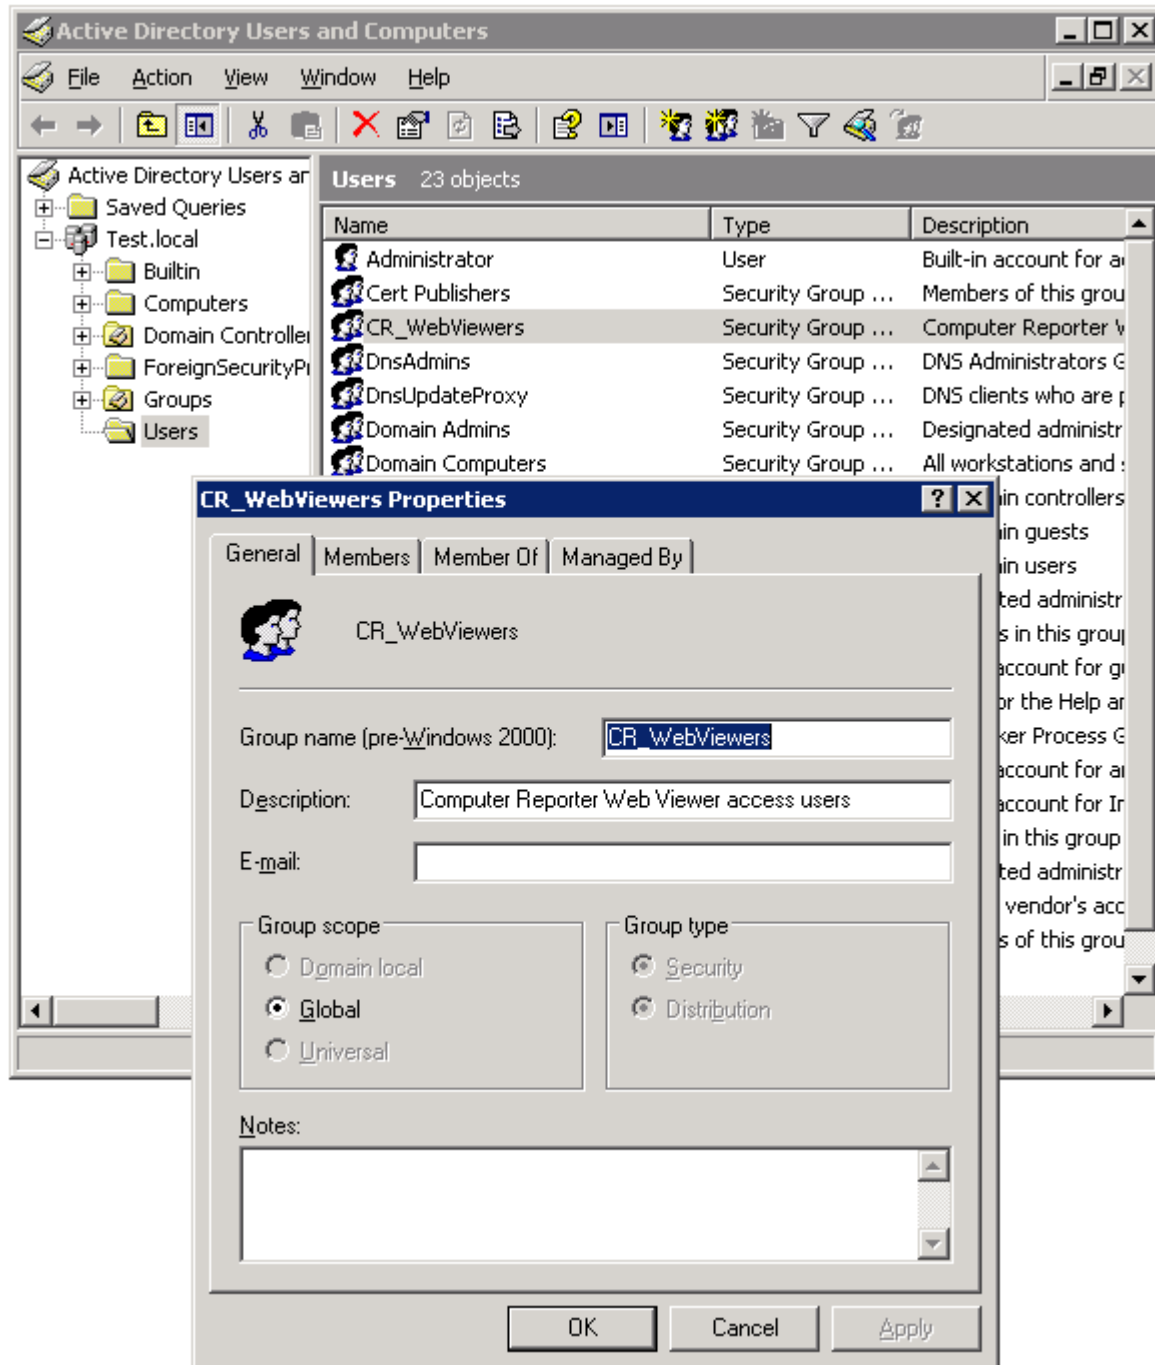 Active Directory Users and Computers
File Action View Window Help
Active Directory Users ar
Saved Queries
Test.local
Builtin
Computers
Domain Controller
ForeignSecurityPr
Groups
Users
Users 23 objects
Name Type Description
Administrator User Built-in account for ad
Cert Publishers Security Group ... Members of this grou
CR_WebViewers Security Group ... Computer Reporter W
DnsAdmins Security Group ... DNS Administrators G
DnsUpdateProxy Security Group ... DNS clients who are p
Domain Admins Security Group ... Designated administr
Domain Computers Security Group ... All workstations and s
in controllers
in guests
in users
ted administr
s in this group
account for gu
or the Help an
ker Process G
account for an
account for In
in this group
ted administr
vendor's acc
s of this grou
CR_WebViewers Properties
General Members Member Of Managed By
CR_WebViewers
Group name (pre-Windows 2000): CR_WebViewers
Description: Computer Reporter Web Viewer access users
E-mail:
Group scope
Domain local
Global
Universal
Group type
Security
Distribution
Notes:
OK Cancel Apply